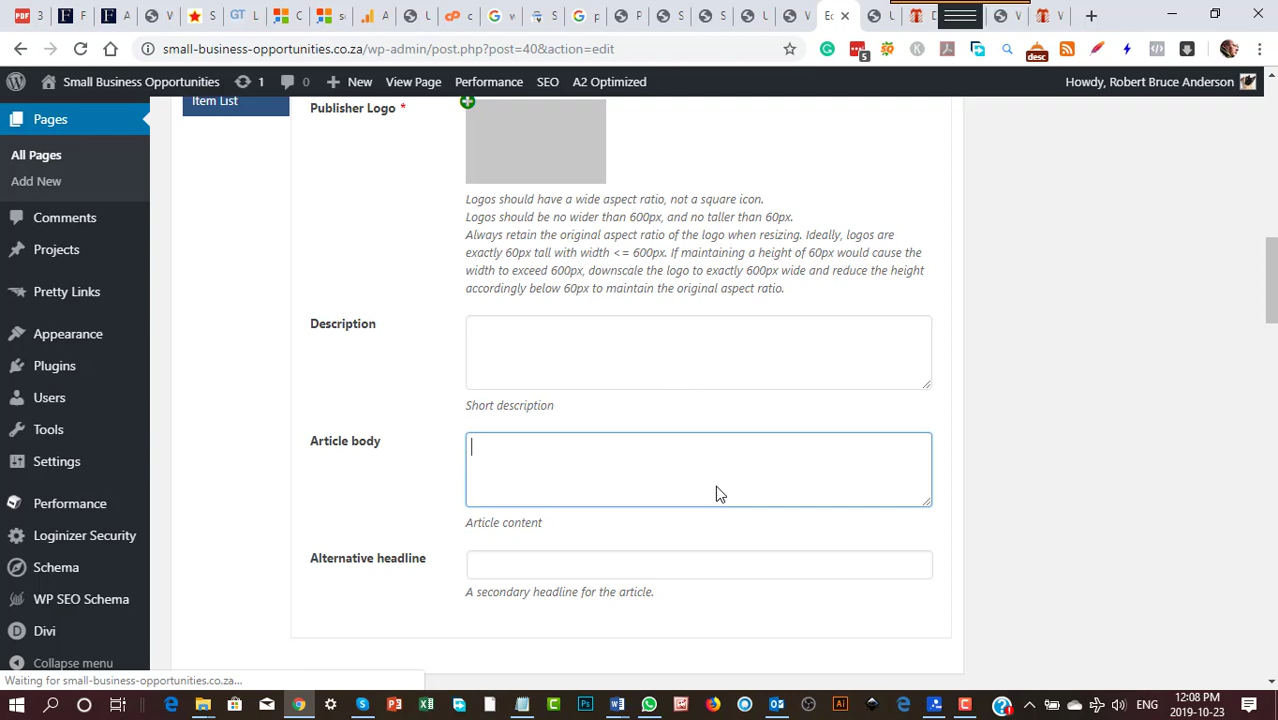 F
F
A
W
S
GT
C
s
A
L
c
w
S
p
P
S
S
L
W
Ec
L
D
V
V
small-business-opportunities.co.za/wp-admin/post.php?post=40&action=edit
5
desc
Small Business Opportunities
1
0
New
View Page
Performance
SEO
A2 Optimized
Howdy, Robert Bruce Anderson
Pages
All Pages
Add New
Comments
Projects
Pretty Links
Appearance
Plugins
Users
Tools
Settings
Performance
Loginizer Security
Schema
WP SEO Schema
Divi
Collapse menu
Item List
Publisher Logo *
Logos should have a wide aspect ratio, not a square icon.
Logos should be no wider than 600px, and no taller than 60px.
Always retain the original aspect ratio of the logo when resizing. Ideally, logos are
exactly 60px tall with width <= 600px. If maintaining a height of 60px would cause the
width to exceed 600px, downscale the logo to exactly 600px wide and reduce the height
accordingly below 60px to maintain the original aspect ratio.
Description
Short description
Article body
Article content
Alternative headline
A secondary headline for the article.
Waiting for small-business-opportunities.co.za...
ENG
12:08 PM
2019-10-23